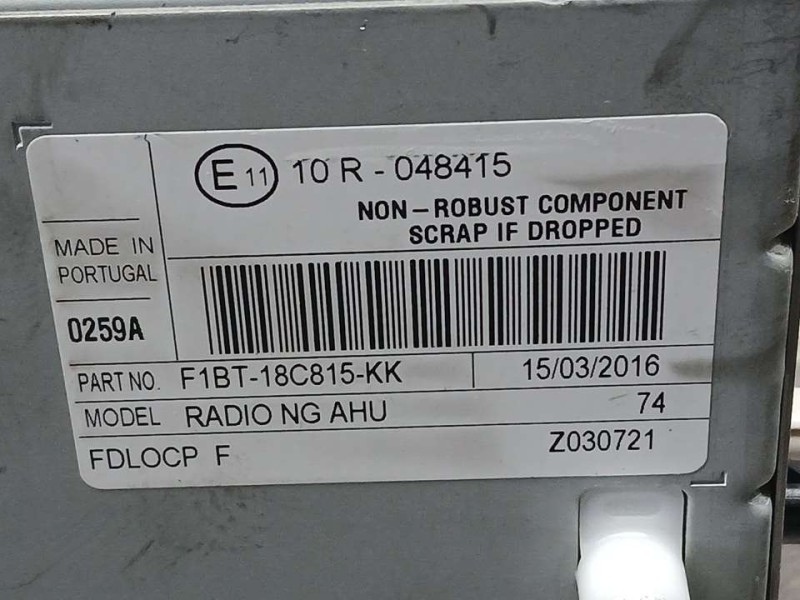 E 11 10 R - 048415
NON-ROBUST COMPONENT
SCRAP IF DROPPED
MADE IN
PORTUGAL
0259A
PART NO. F1BT-18C815-KK 15/03/2016
MODEL RADIO NG AHU 74
FDLOCP F Z030721